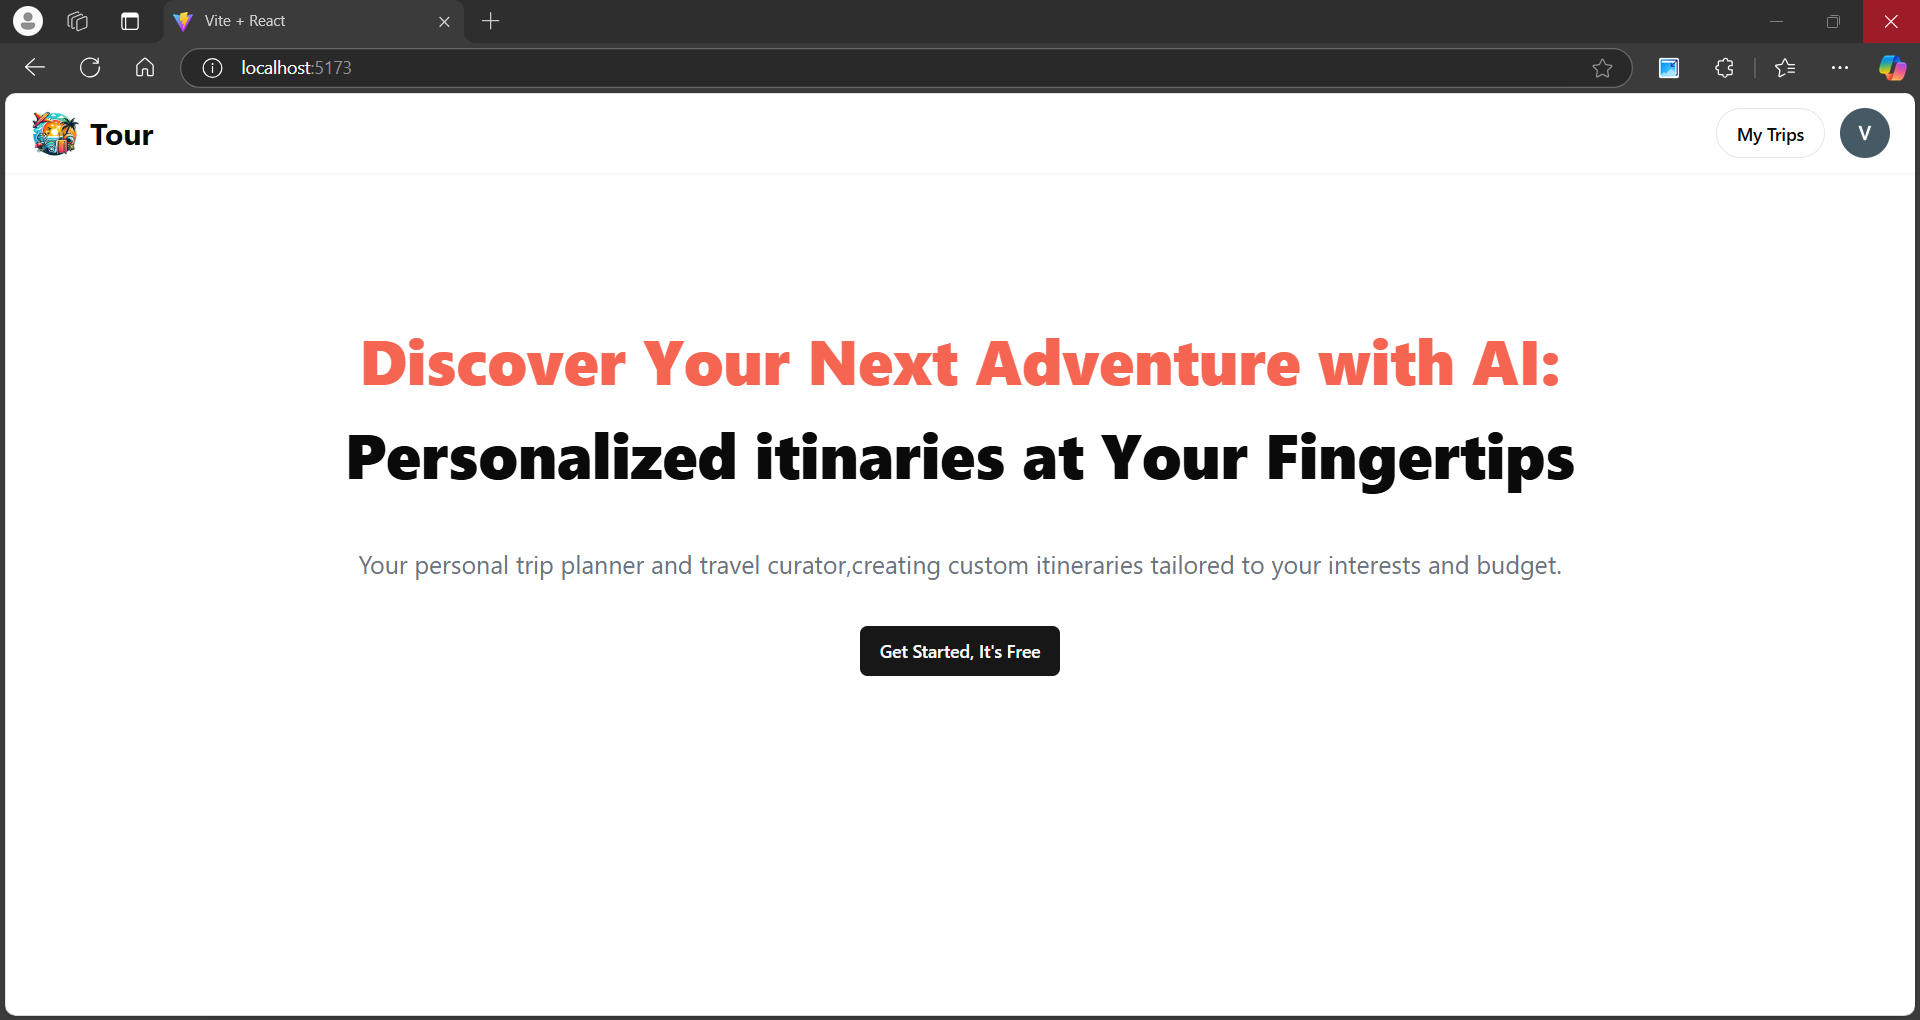 Vite + React
localhost:5173
Tour
My Trips
V
Discover Your Next Adventure with AI:
Personalized itinaries at Your Fingertips
Your personal trip planner and travel curator,creating custom itineraries tailored to your interests and budget.
Get Started, It's Free